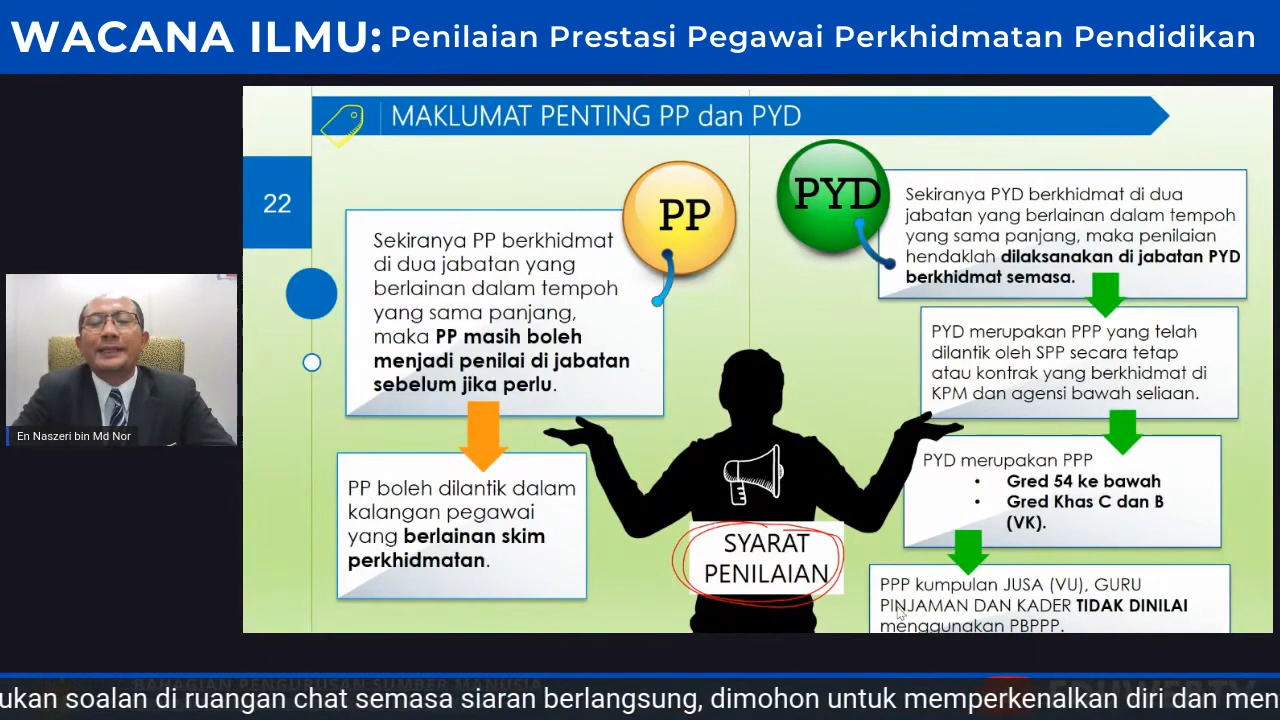 WACANA ILMU: Penilaian Prestasi Pegawai Perkhidmatan Pendidikan
MAKLUMAT PENTING PP dan PYD
22
PP
Sekiranya PP berkhidmat
di dua jabatan yang
berlainan dalam tempoh
yang sama panjang,
maka PP masih boleh
menjadi penilai di jabatan
sebelum jika perlu.
PP boleh dilantik dalam
kalangan pegawai
yang berlainan skim
perkhidmatan.
SYARAT
PENILAIAN
PYD
Sekiranya PYD berkhidmat di dua
jabatan yang berlainan dalam tempoh
yang sama panjang, maka penilaian
hendaklah dilaksanakan di jabatan PYD
berkhidmat semasa.
PYD merupakan PPP yang telah
dilantik oleh SPP secara tetap
atau kontrak yang berkhidmat di
KPM dan agensi bawah seliaan.
PYD merupakan PPP
• Gred 54 ke bawah
• Gred Khas C dan B
(VK).
PPP kumpulan JUSA (VU), GURU
PINJAMAN DAN KADER TIDAK DINILAI
menggunakan PBPPP.
En Naszeri bin Md Nor
BAHAGIAN PENGURUSAN SUMBER MANUSIA
EDUWEBTV
ukan soalan di ruangan chat semasa siaran berlangsung, dimohon untuk memperkenalkan diri dan men